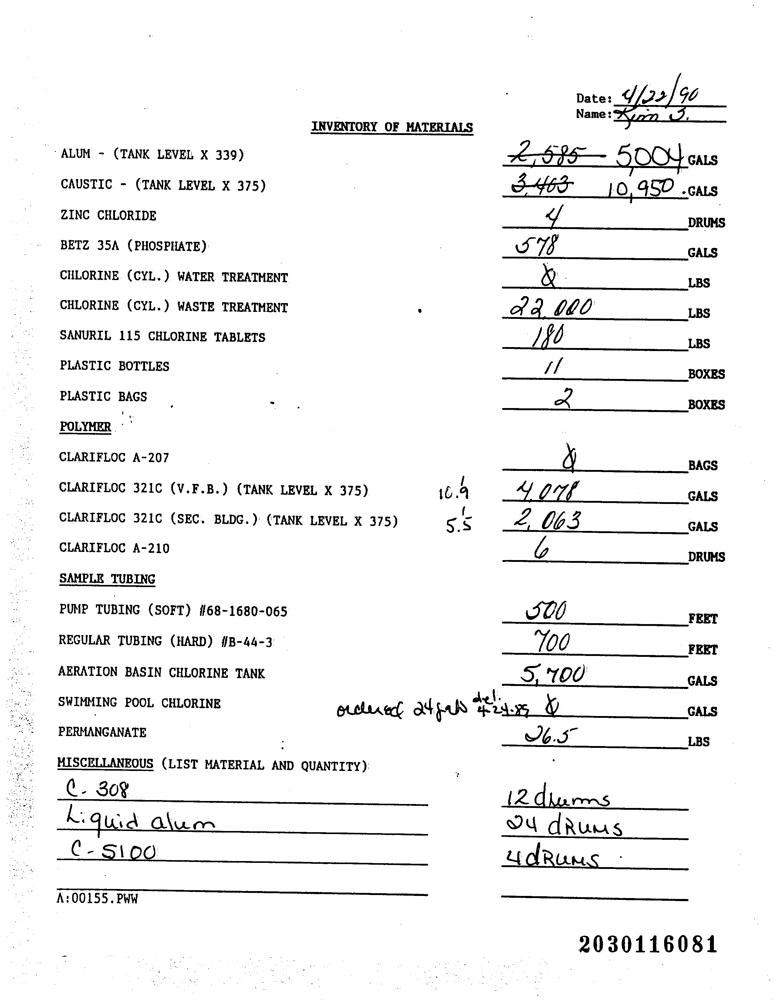 Date: 4/22/90
Name: Kim J.
INVENTORY OF MATERIALS
ALUM - (TANK LEVEL X 339) 2,585 5004 GALS
CAUSTIC - (TANK LEVEL X 375) 3,463 10,950 .GALS
ZINC CHLORIDE 4 DRUMS
BETZ 35A (PHOSPHATE) 578 GALS
CHLORINE (CYL.) WATER TREATMENT 0 LBS
CHLORINE (CYL.) WASTE TREATMENT 22,000 LBS
SANURIL 115 CHLORINE TABLETS 180 LBS
PLASTIC BOTTLES 11 BOXES
PLASTIC BAGS 2 BOXES
POLYMER
CLARIFLOC A-207 0 BAGS
CLARIFLOC 321C (V.F.B.) (TANK LEVEL X 375) 10.9' 4,078 GALS
CLARIFLOC 321C (SEC. BLDG.) (TANK LEVEL X 375) 5.5' 2,063 GALS
CLARIFLOC A-210 6 DRUMS
SAMPLE TUBING
PUMP TUBING (SOFT) #68-1680-065 500 FEET
REGULAR TUBING (HARD) #B-44-3 700 FEET
AERATION BASIN CHLORINE TANK 5,700 GALS
SWIMMING POOL CHLORINE ordered 24 gals del. 4-24-89 0 GALS
PERMANGANATE 26.5 LBS
MISCELLANEOUS (LIST MATERIAL AND QUANTITY)
C-308 12 drums
Liquid alum 24 dRums
C-5100 4 dRums
A:00155.PWW
2030116081